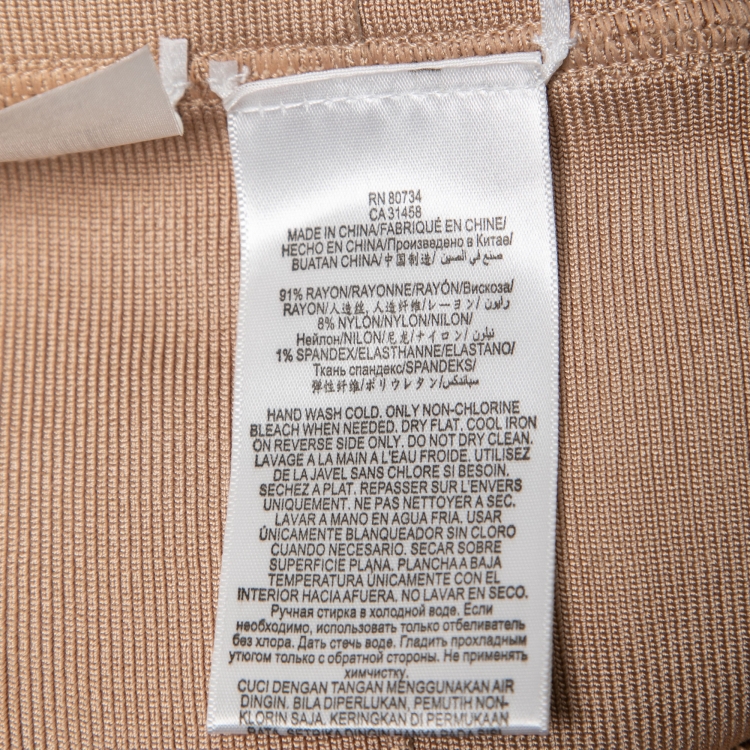 RN 80734
CA 31458
MADE IN CHINA/FABRIQUÉ EN CHINE/
HECHO EN CHINA/Произведено в Китае/
BUATAN CHINA/中国制造/صنع في الصين
91% RAYON/RAYONNE/RAYÓN/Вискоза/
RAYON/人造丝, 人造纤维/レーヨン/رايون
8% NYLON/NYLON/NILON/
Нейлон/NILON/尼龙/ナイロン/نيلون
1% SPANDEX/ELASTHANNE/ELASTANO/
Ткань спандекс/SPANDEKS/
弹性纤维/ポリウレタン/سباندكس
HAND WASH COLD. ONLY NON-CHLORINE
BLEACH WHEN NEEDED. DRY FLAT. COOL IRON
ON REVERSE SIDE ONLY. DO NOT DRY CLEAN.
LAVAGE A LA MAIN A L'EAU FROIDE. UTILISEZ
DE LA JAVEL SANS CHLORE SI BESOIN.
SECHEZ A PLAT. REPASSER SUR L'ENVERS
UNIQUEMENT. NE PAS NETTOYER A SEC.
LAVAR A MANO EN AGUA FRIA. USAR
ÚNICAMENTE BLANQUEADOR SIN CLORO
CUANDO NECESARIO. SECAR SOBRE
SUPERFICIE PLANA. PLANCHA A BAJA
TEMPERATURA ÚNICAMENTE CON EL
INTERIOR HACIA AFUERA. NO LAVAR EN SECO.
Ручная стирка в холодной воде. Если
необходимо, использовать только отбеливатель
без хлора. Дать стечь воде. Гладить прохладным
утюгом только с обратной стороны. Не применять
химчистку.
CUCI DENGAN TANGAN MENGGUNAKAN AIR
DINGIN. BILA DIPERLUKAN, PEMUTIH NON-
KLORIN SAJA. KERINGKAN DI PERMUKAAN
RATA. SETRIKA DINGIN HANYA PADA